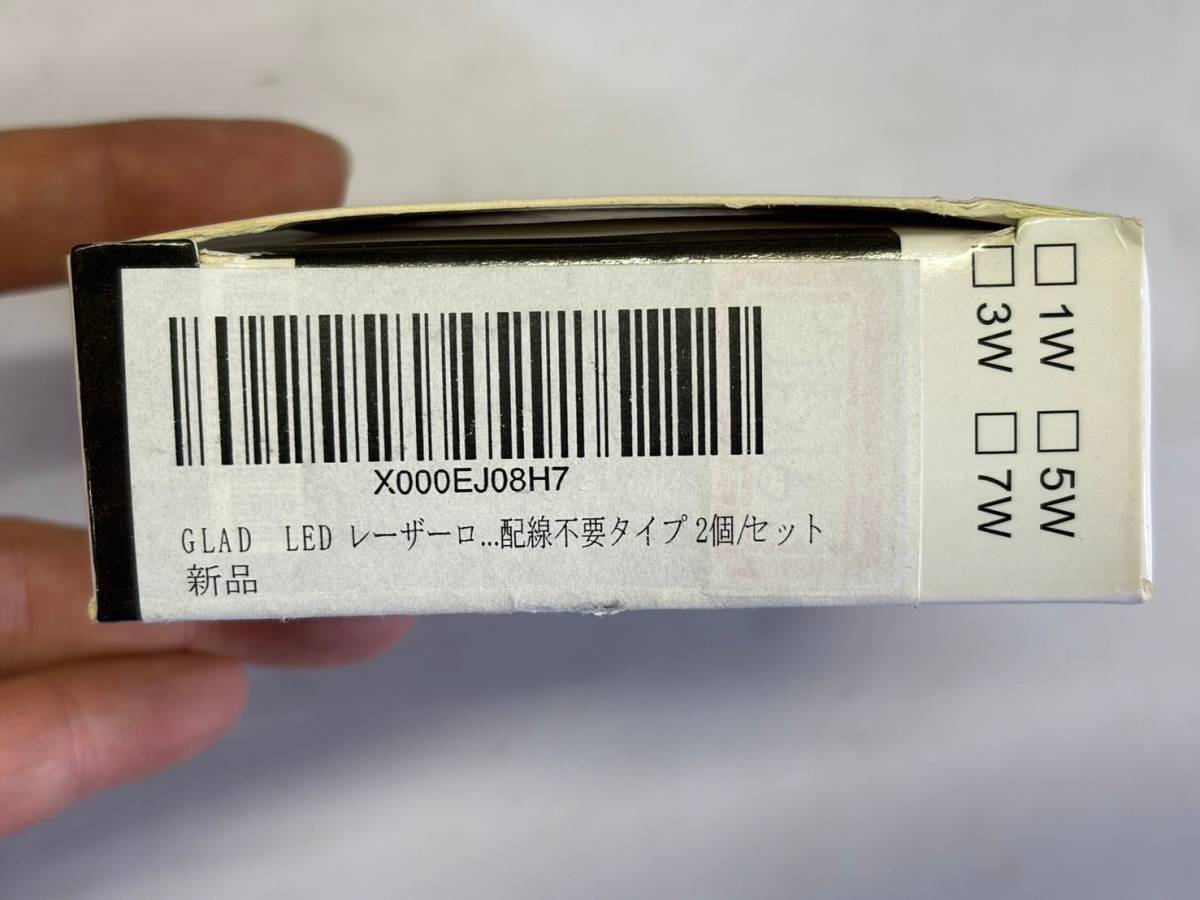 X000EJ08H7
GLAD LED レーザーロ...配線不要タイプ 2個/セット
新品
□ 1W □ 5W
□ 3W □ 7W